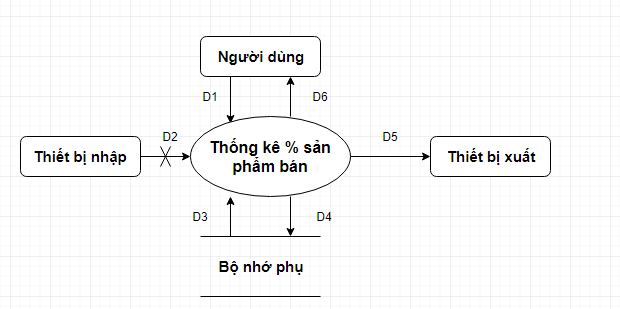 Người dùng
D1
D6
D2
D5
Thiết bị nhập
Thống kê % sản
phẩm bán
Thiết bị xuất
D3
D4
Bộ nhớ phụ